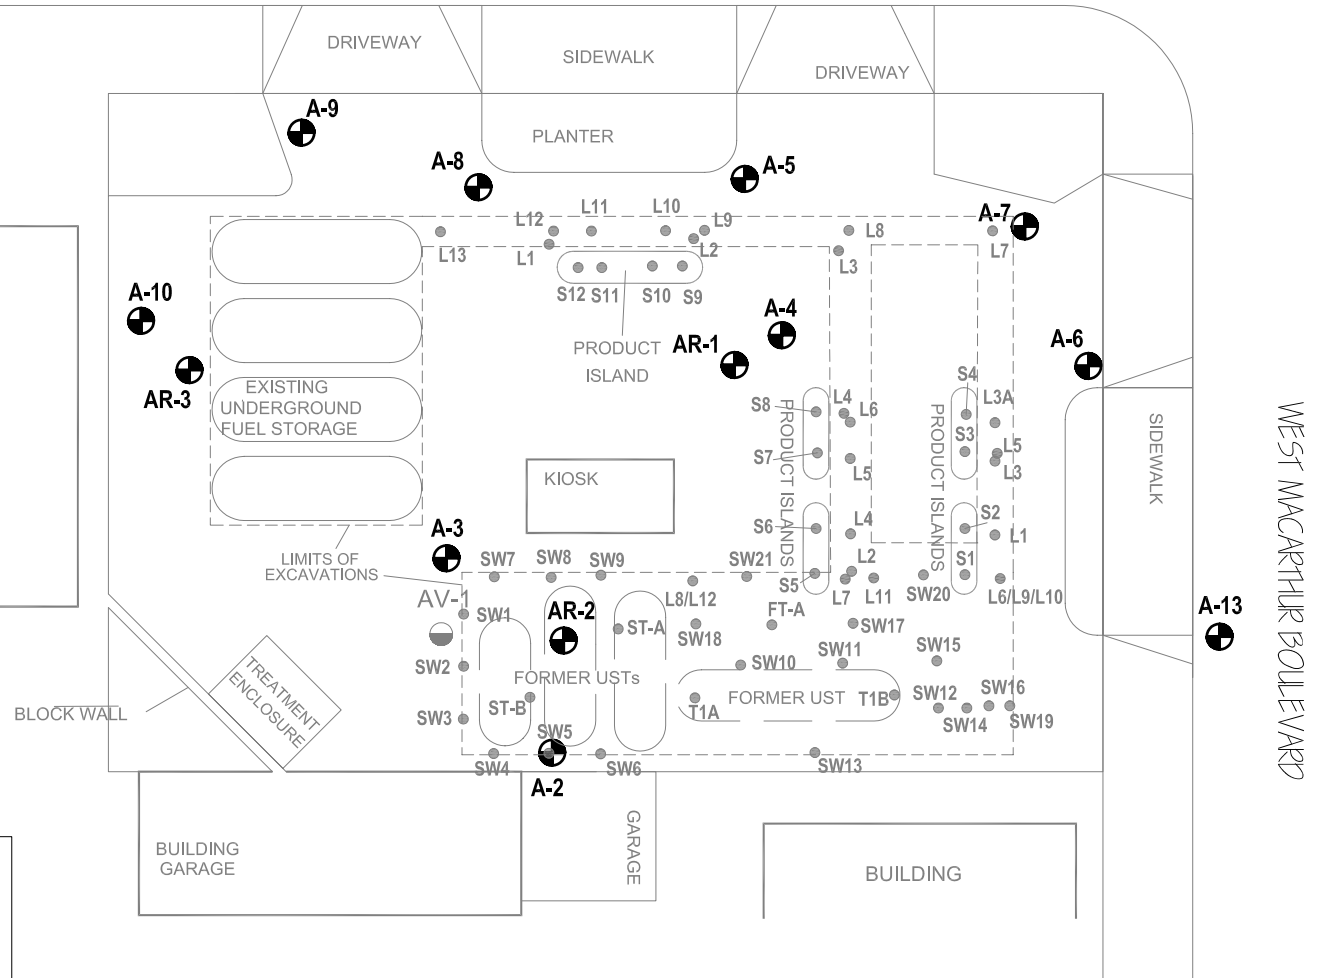 DRIVEWAY
SIDEWALK
DRIVEWAY
A-9
PLANTER
A-8
A-5
A-7
L12
L11
L10
L9
L8
L13
L1
L2
L3
L7
S12
S11
S10
S9
A-10
A-4
AR-1
A-6
PRODUCT
ISLAND
AR-3
EXISTING
UNDERGROUND
FUEL STORAGE
S8
L4
L6
S4
L3A
S7
L5
S3
L5
L3
PRODUCT ISLANDS
PRODUCT ISLANDS
SIDEWALK
WEST MACARTHUR BOULEVARD
KIOSK
S6
L4
S2
L1
A-3
LIMITS OF
EXCAVATIONS
SW7
SW8
SW9
SW21
S5
L2
S1
L7
L11
SW20
L6/L9/L10
L8/L12
AV-1
SW1
AR-2
ST-A
SW18
FT-A
SW17
A-13
SW2
FORMER USTs
SW10
SW11
SW15
TREATMENT
ENCLOSURE
ST-B
T1A
FORMER UST
T1B
SW12
SW16
SW14
SW19
BLOCK WALL
SW3
SW5
SW4
SW6
SW13
A-2
BUILDING
GARAGE
GARAGE
BUILDING